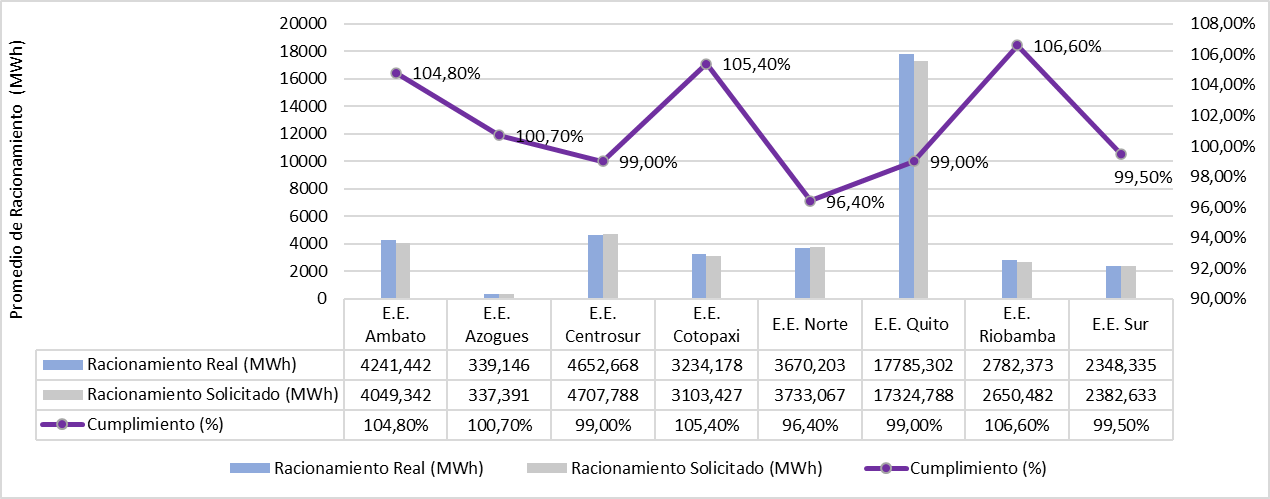 Promedio de Racionamiento (MWh)
20000
18000
16000
14000
12000
10000
8000
6000
4000
2000
0
108,00%
106,00%
104,00%
102,00%
100,00%
98,00%
96,00%
94,00%
92,00%
90,00%
104,80%
100,70%
99,00%
105,40%
96,40%
99,00%
106,60%
99,50%
E.E. Ambato
E.E. Azogues
E.E. Centrosur
E.E. Cotopaxi
E.E. Norte
E.E. Quito
E.E. Riobamba
E.E. Sur
Racionamiento Real (MWh) 4241,442 339,146 4652,668 3234,178 3670,203 17785,302 2782,373 2348,335
Racionamiento Solicitado (MWh) 4049,342 337,391 4707,788 3103,427 3733,067 17324,788 2650,482 2382,633
Cumplimiento (%) 104,80% 100,70% 99,00% 105,40% 96,40% 99,00% 106,60% 99,50%
Racionamiento Real (MWh) Racionamiento Solicitado (MWh) Cumplimiento (%)